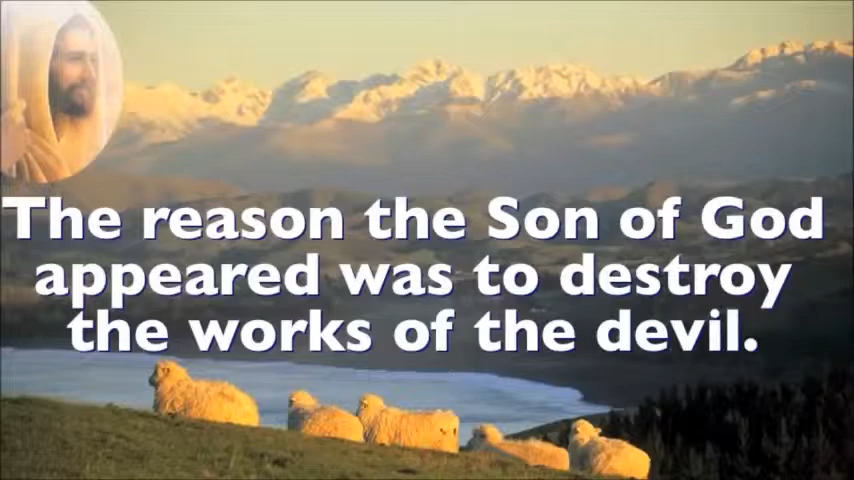 The reason the Son of God
appeared was to destroy
the works of the devil.